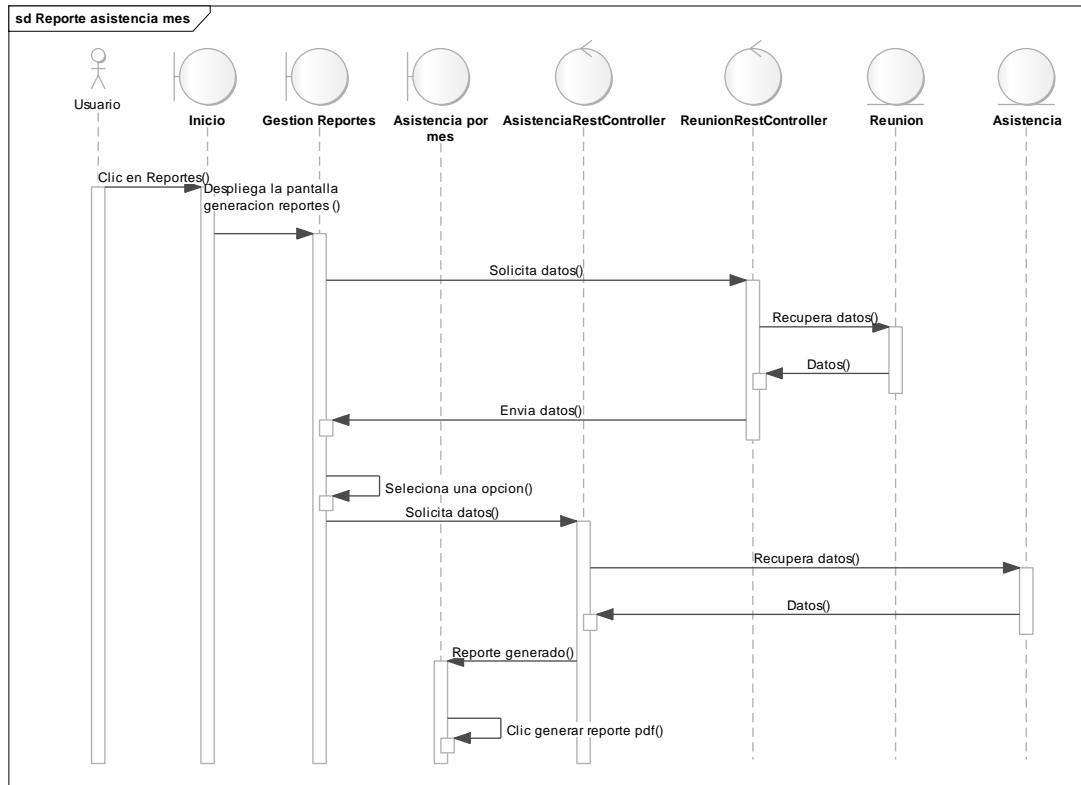 sd Reporte asistencia mes
Usuario
Inicio
Gestion Reportes
Asistencia por
mes
AsistenciaRestController
ReunionRestController
Reunion
Asistencia
Clic en Reportes()
Despliega la pantalla
generacion reportes ()
Solicita datos()
Recupera datos()
Datos()
Envia datos()
Seleciona una opcion()
Solicita datos()
Recupera datos()
Datos()
Reporte generado()
Clic generar reporte pdf()